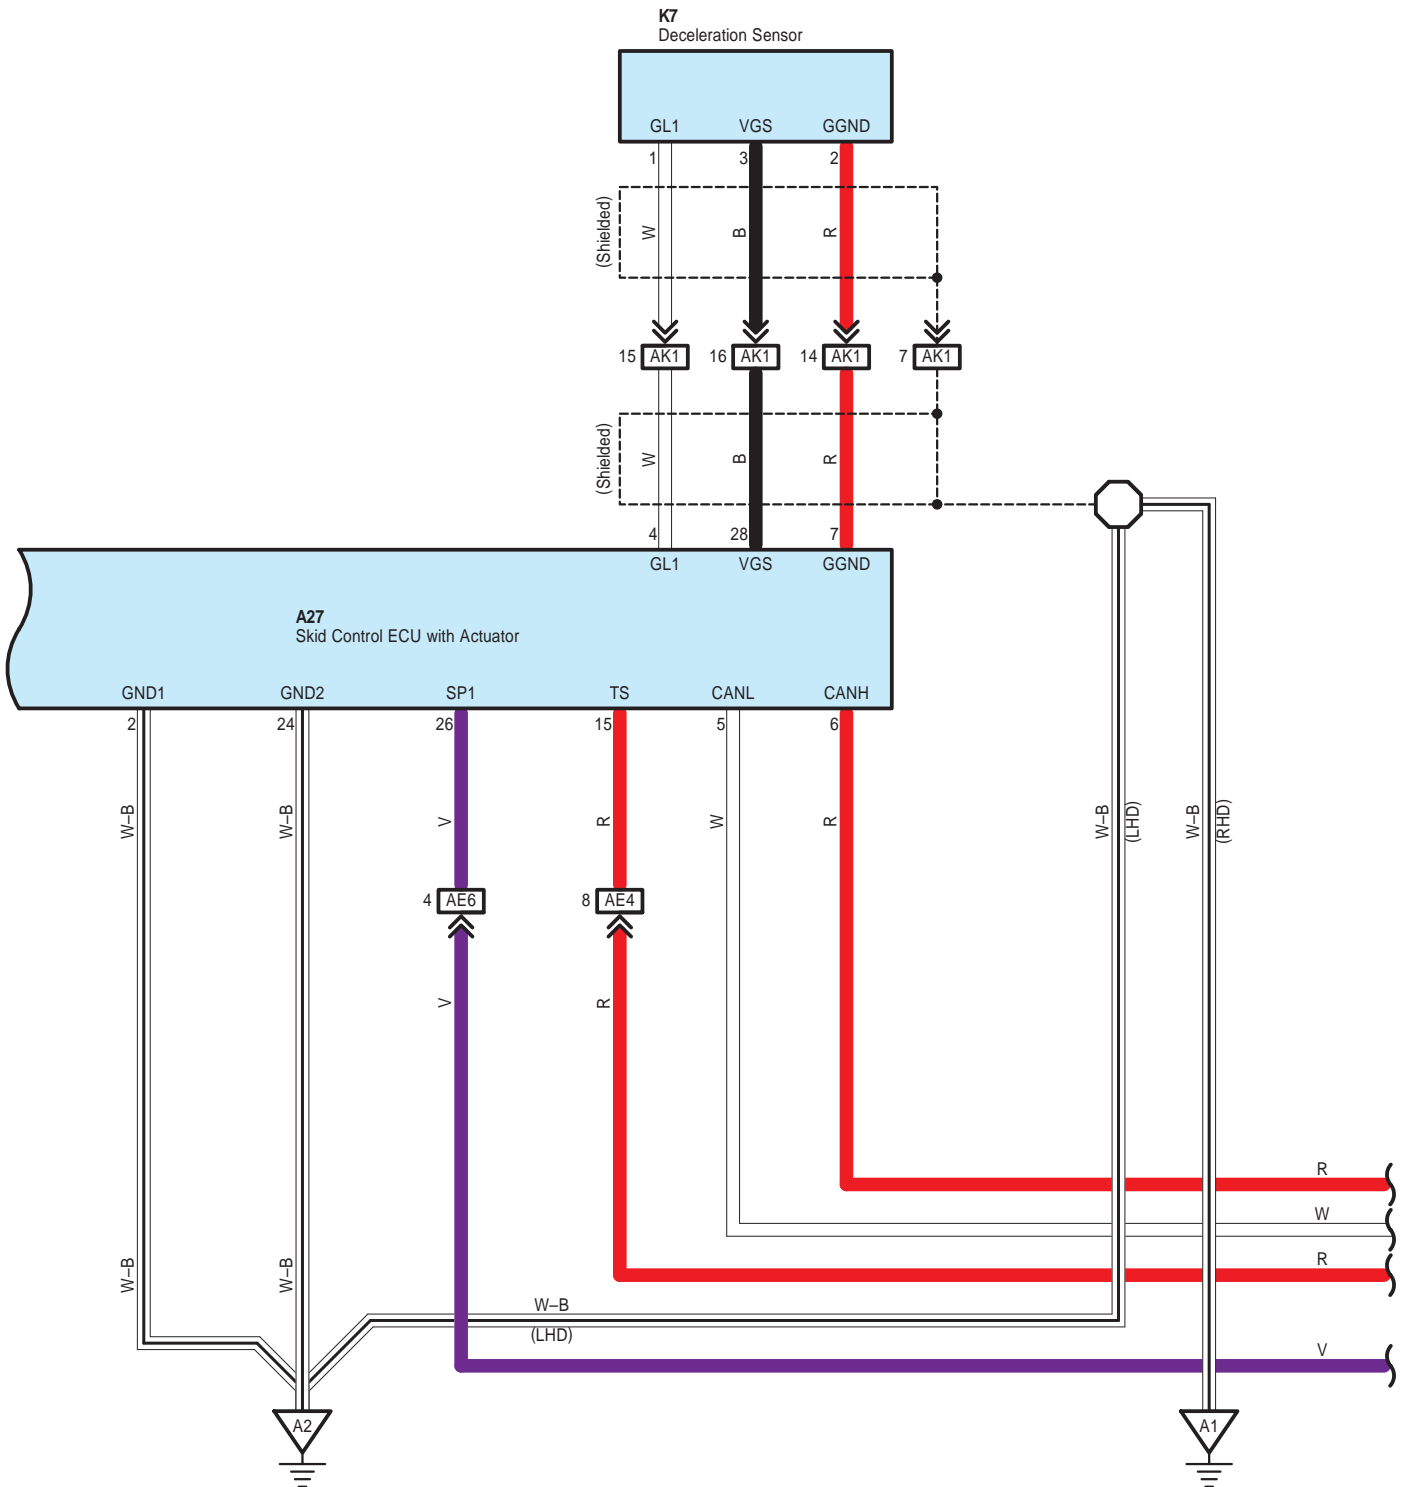 K7
Deceleration Sensor
GL1 VGS GGND
1 3 2
(Shielded)
W B R
15 AK1 16 AK1 14 AK1 7 AK1
(Shielded)
W B R
4 28 7
GL1 VGS GGND
A27
Skid Control ECU with Actuator
GND1 GND2 SP1 TS CANL CANH
2 24 26 15 5 6
W–B W–B V R W R W–B (LHD) W–B (RHD)
4 AE6 8 AE4
V R
R
W
W–B W–B R
W–B
(LHD)
V
A2 A1